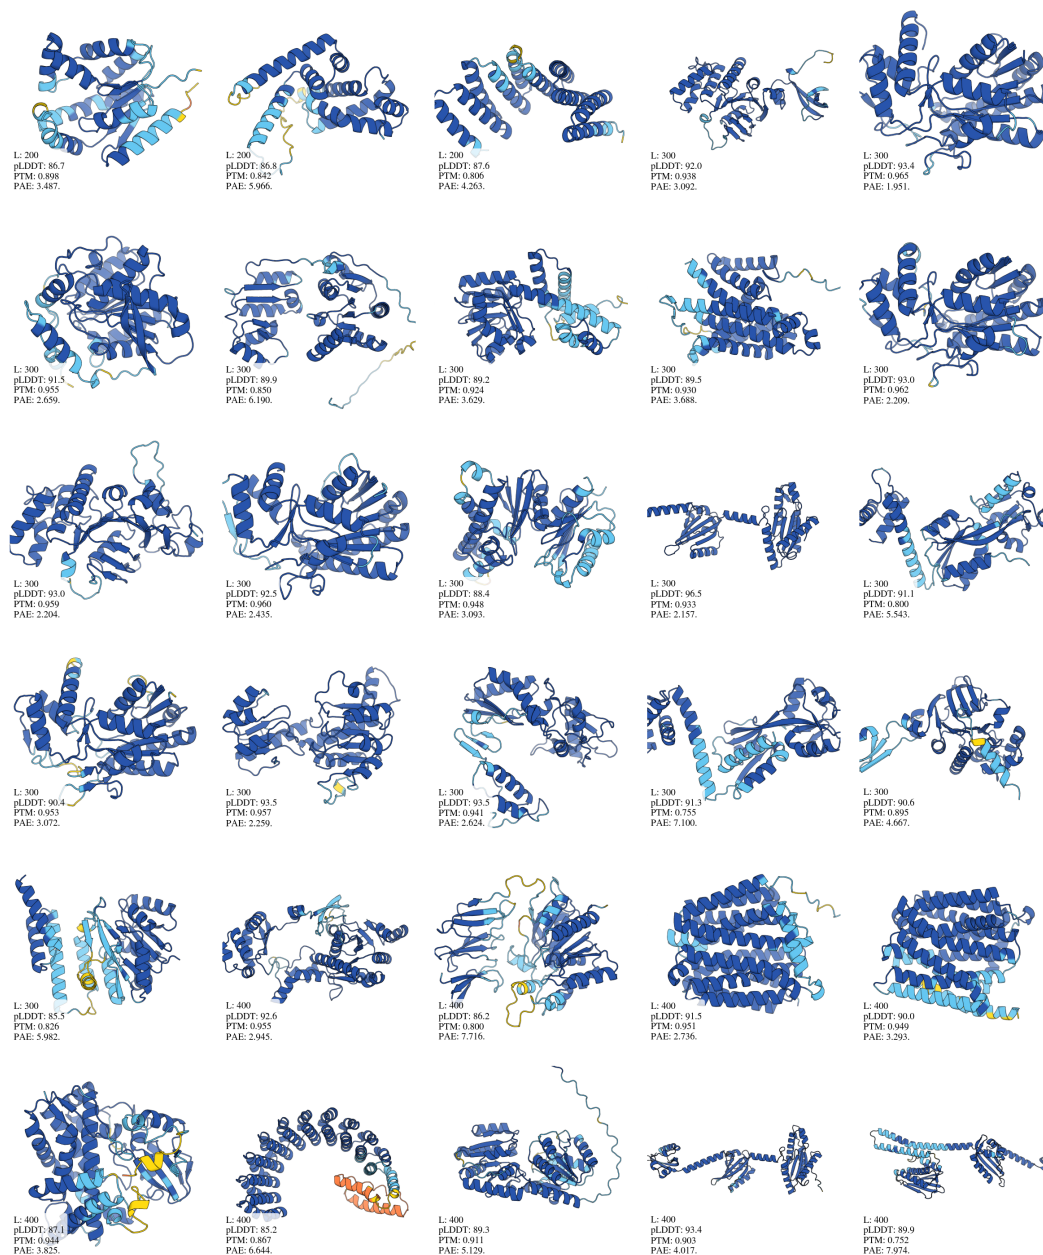 L: 200
pLDDT: 86.7
PTM: 0.898
PAE: 3.487.
L: 200
pLDDT: 86.8
PTM: 0.842
PAE: 5.966.
L: 200
pLDDT: 87.6
PTM: 0.806
PAE: 4.263.
L: 300
pLDDT: 92.0
PTM: 0.938
PAE: 3.092.
L: 300
pLDDT: 93.4
PTM: 0.965
PAE: 1.951.
L: 300
pLDDT: 91.5
PTM: 0.955
PAE: 2.659.
L: 300
pLDDT: 89.9
PTM: 0.850
PAE: 6.190.
L: 300
pLDDT: 89.2
PTM: 0.924
PAE: 3.629.
L: 300
pLDDT: 89.5
PTM: 0.930
PAE: 3.688.
L: 300
pLDDT: 93.0
PTM: 0.962
PAE: 2.209.
L: 300
pLDDT: 93.0
PTM: 0.959
PAE: 2.204.
L: 300
pLDDT: 92.5
PTM: 0.960
PAE: 2.435.
L: 300
pLDDT: 88.4
PTM: 0.948
PAE: 3.093.
L: 300
pLDDT: 96.5
PTM: 0.933
PAE: 2.157.
L: 300
pLDDT: 91.1
PTM: 0.800
PAE: 5.543.
L: 300
pLDDT: 90.4
PTM: 0.953
PAE: 3.072.
L: 300
pLDDT: 93.5
PTM: 0.957
PAE: 2.259.
L: 300
pLDDT: 93.5
PTM: 0.941
PAE: 2.624.
L: 300
pLDDT: 91.3
PTM: 0.755
PAE: 7.100.
L: 300
pLDDT: 90.6
PTM: 0.895
PAE: 4.667.
L: 300
pLDDT: 85.5
PTM: 0.826
PAE: 5.982.
L: 400
pLDDT: 92.6
PTM: 0.955
PAE: 2.945.
L: 400
pLDDT: 86.2
PTM: 0.800
PAE: 7.716.
L: 400
pLDDT: 91.5
PTM: 0.951
PAE: 2.736.
L: 400
pLDDT: 90.0
PTM: 0.949
PAE: 3.293.
L: 400
pLDDT: 87.1
PTM: 0.944
PAE: 3.825.
L: 400
pLDDT: 85.2
PTM: 0.867
PAE: 6.644.
L: 400
pLDDT: 89.3
PTM: 0.911
PAE: 5.129.
L: 400
pLDDT: 93.4
PTM: 0.903
PAE: 4.017.
L: 400
pLDDT: 89.9
PTM: 0.752
PAE: 7.974.